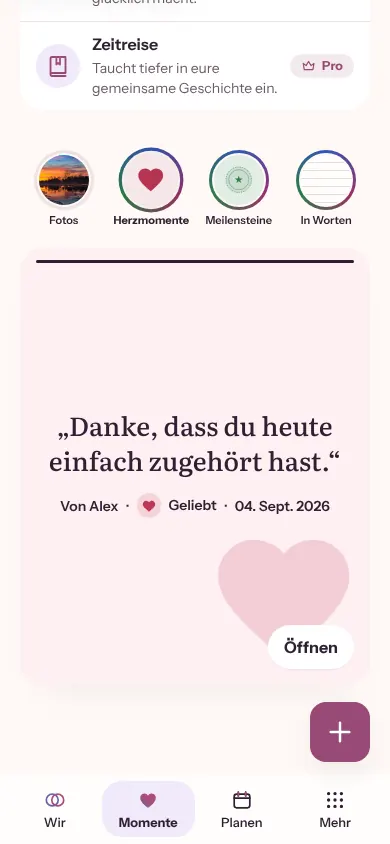 Zeitreise
Taucht tiefer in eure
gemeinsame Geschichte ein.
Pro
Fotos
Herzmomente
Meilensteine
In Worten
„Danke, dass du heute
einfach zugehört hast.“
Von Alex · Geliebt · 04. Sept. 2026
Öffnen
Wir
Momente
Planen
Mehr